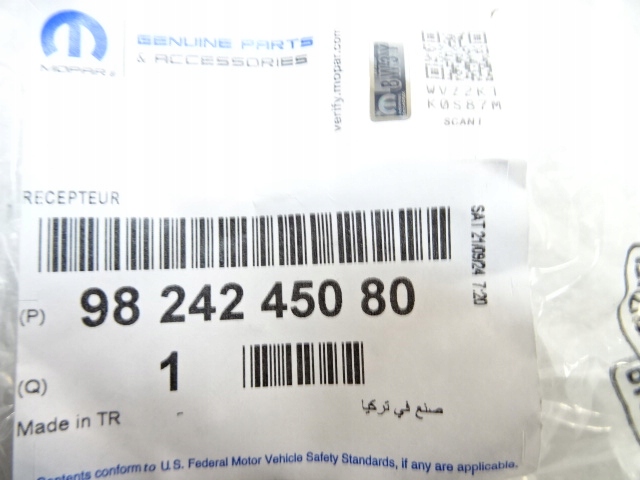 MOPAR
GENUINE PARTS
& ACCESSORIES
verify.mopar.com
WV72K1
K0S87M
SCAN
RECEPTEUR
SAT 21/09/24 7:20
(P) 98 242 450 80
(Q) 1
Made in TR
صنع في تركيا
Contents conform to U.S. Federal Motor Vehicle Safety Standards, if any are applicable.